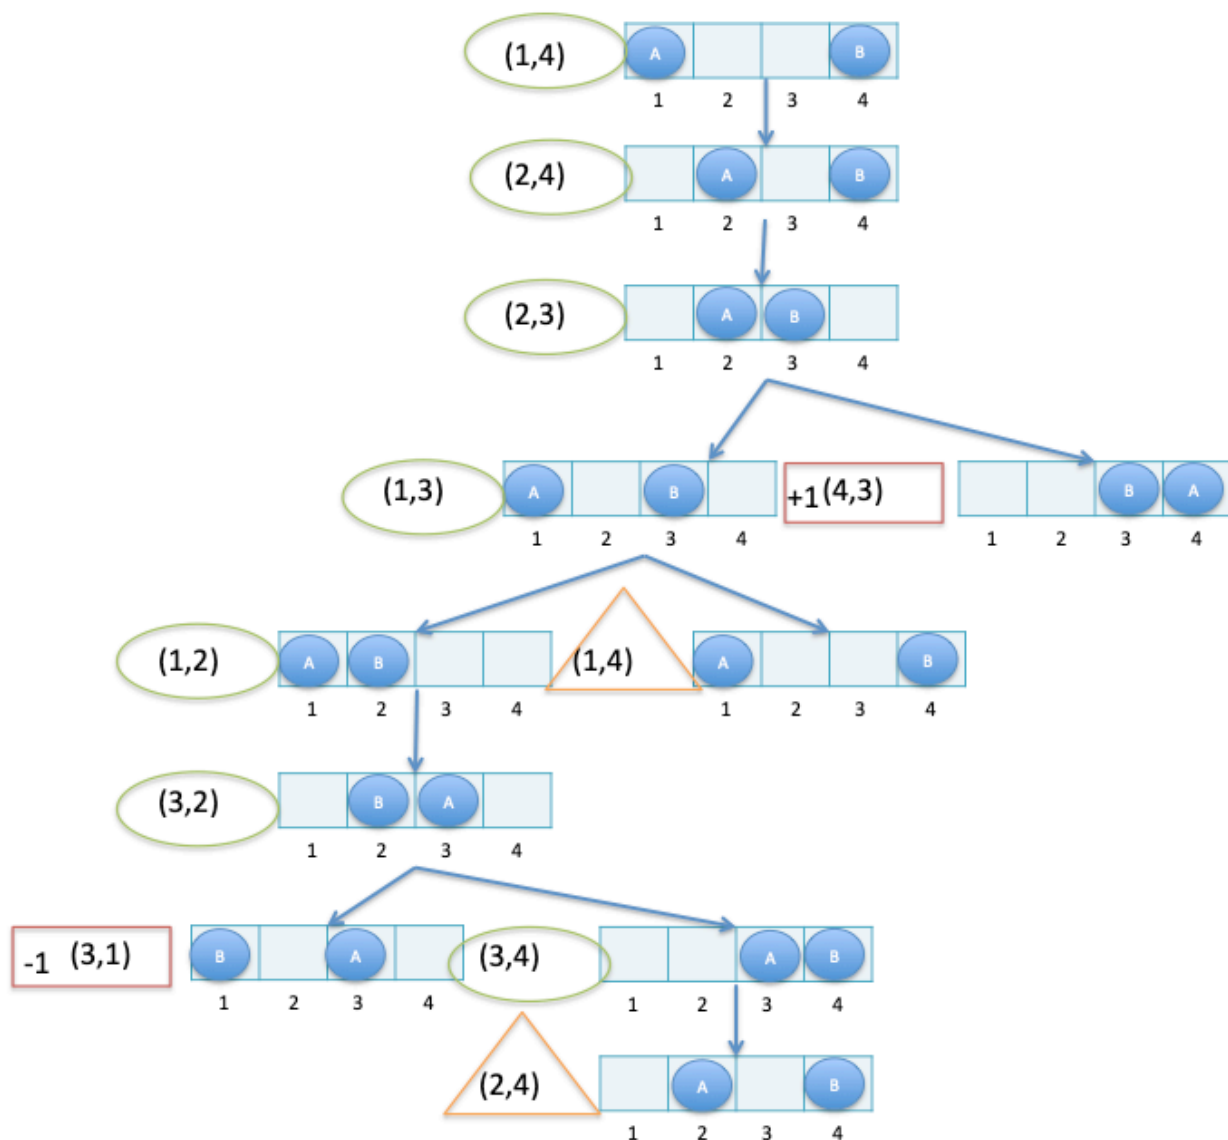 (1,4) A B
1 2 3 4
(2,4) A B
1 2 3 4
(2,3) A B
1 2 3 4
(1,3) A B +1 (4,3) B A
1 2 3 4 1 2 3 4
(1,2) A B (1,4) A B
1 2 3 4 1 2 3 4
(3,2) B A
1 2 3 4
-1 (3,1) B A (3,4) A B
1 2 3 4 1 2 3 4
(2,4) A B
1 2 3 4